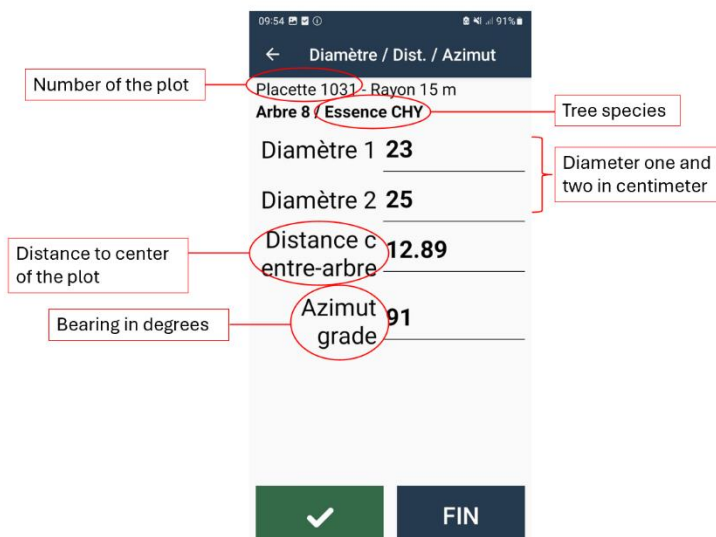 09:54
91%
← Diamètre / Dist. / Azimut
Number of the plot
Placette 1031 - Rayon 15 m
Arbre 8 / Essence CHY
Tree species
Diamètre 1 23
Diameter one and
two in centimeter
Diamètre 2 25
Distance to center
of the plot
Distance c
entre-arbre 12.89
Bearing in degrees
Azimut
grade 91
FIN